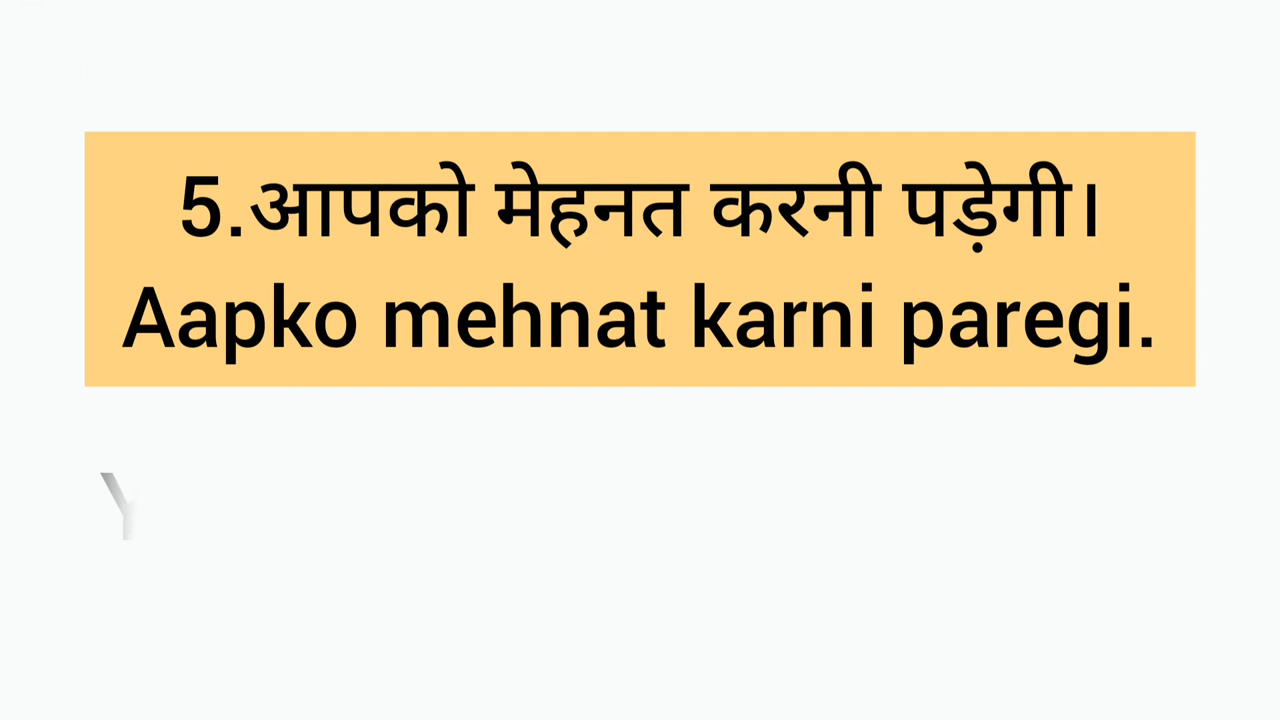 5.आपको मेहनत करनी पड़ेगी।
Aapko mehnat karni paregi.
Y